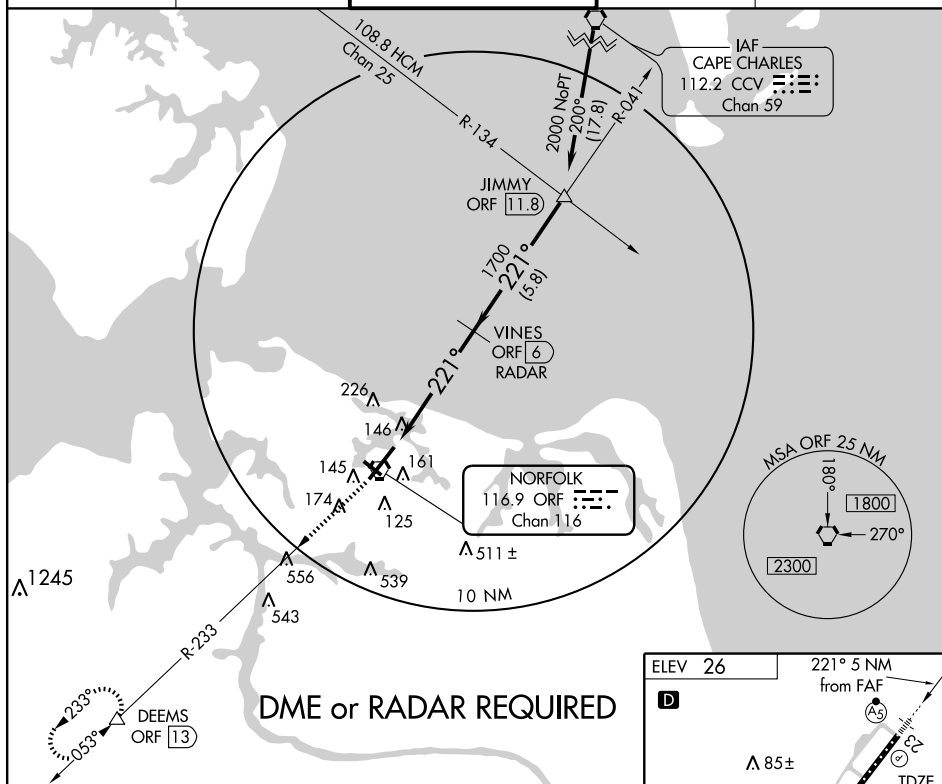 108.8 HCM
Chan 25
R-134
IAF
CAPE CHARLES
112.2 CCV
Chan 59
2000 NoPT
200°
(17.8)
R-041
JIMMY
ORF 11.8
1700
221°
(5.8)
VINES
ORF 6
RADAR
221°
226
146
145
161
174
125
NORFOLK
116.9 ORF
Chan 116
511 ±
556
539
543
1245
10 NM
MSA ORF 25 NM
180°
1800
270°
2300
R-233
233°
053°
DEEMS
ORF 13
DME or RADAR REQUIRED
ELEV 26
D
221° 5 NM
from FAF
A5
23
P
85±
TDZE